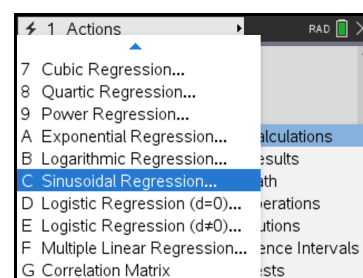 1 Actions RAD
7 Cubic Regression...
8 Quartic Regression...
9 Power Regression...
A Exponential Regression... alculations
B Logarithmic Regression... esults
C Sinusoidal Regression... ath
D Logistic Regression (d=0)... erations
E Logistic Regression (d≠0)... utions
F Multiple Linear Regression... ence Intervals
G Correlation Matrix ests